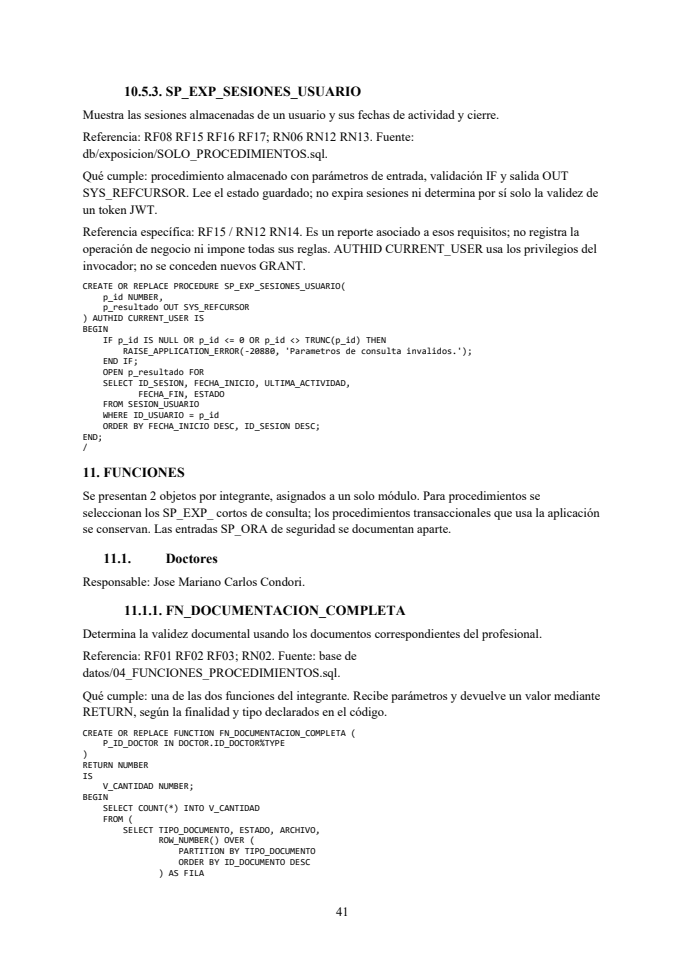 10.5.3. SP_EXP_SESIONES_USUARIO
Muestra las sesiones almacenadas de un usuario y sus fechas de actividad y cierre.
Referencia: RF08 RF15 RF16 RF17; RN06 RN12 RN13. Fuente:
db/exposicion/SOLO_PROCEDIMIENTOS.sql.
Qué cumple: procedimiento almacenado con parámetros de entrada, validación IF y salida OUT
SYS_REFCURSOR. Lee el estado guardado; no expira sesiones ni determina por sí solo la validez de
un token JWT.
Referencia específica: RF15 / RN12 RN14. Es un reporte asociado a esos requisitos; no registra la
operación de negocio ni impone todas sus reglas. AUTHID CURRENT_USER usa los privilegios del
invocador; no se conceden nuevos GRANT.
CREATE OR REPLACE PROCEDURE SP_EXP_SESIONES_USUARIO(
    p_id NUMBER,
    p_resultado OUT SYS_REFCURSOR
) AUTHID CURRENT_USER IS
BEGIN
    IF p_id IS NULL OR p_id <= 0 OR p_id <> TRUNC(p_id) THEN
        RAISE_APPLICATION_ERROR(-20880, 'Parametros de consulta invalidos.');
    END IF;
    OPEN p_resultado FOR
    SELECT ID_SESION, FECHA_INICIO, ULTIMA_ACTIVIDAD,
           FECHA_FIN, ESTADO
    FROM SESION_USUARIO
    WHERE ID_USUARIO = p_id
    ORDER BY FECHA_INICIO DESC, ID_SESION DESC;
END;
/
11. FUNCIONES
Se presentan 2 objetos por integrante, asignados a un solo módulo. Para procedimientos se
seleccionan los SP_EXP_ cortos de consulta; los procedimientos transaccionales que usa la aplicación
se conservan. Las entradas SP_ORA de seguridad se documentan aparte.
11.1. Doctores
Responsable: Jose Mariano Carlos Condori.
11.1.1. FN_DOCUMENTACION_COMPLETA
Determina la validez documental usando los documentos correspondientes del profesional.
Referencia: RF01 RF02 RF03; RN02. Fuente: base de
datos/04_FUNCIONES_PROCEDIMIENTOS.sql.
Qué cumple: una de las dos funciones del integrante. Recibe parámetros y devuelve un valor mediante
RETURN, según la finalidad y tipo declarados en el código.
CREATE OR REPLACE FUNCTION FN_DOCUMENTACION_COMPLETA (
    P_ID_DOCTOR IN DOCTOR.ID_DOCTOR%TYPE
)
RETURN NUMBER
IS
    V_CANTIDAD NUMBER;
BEGIN
    SELECT COUNT(*) INTO V_CANTIDAD
    FROM (
        SELECT TIPO_DOCUMENTO, ESTADO, ARCHIVO,
               ROW_NUMBER() OVER (
                   PARTITION BY TIPO_DOCUMENTO
                   ORDER BY ID_DOCUMENTO DESC
               ) AS FILA
41